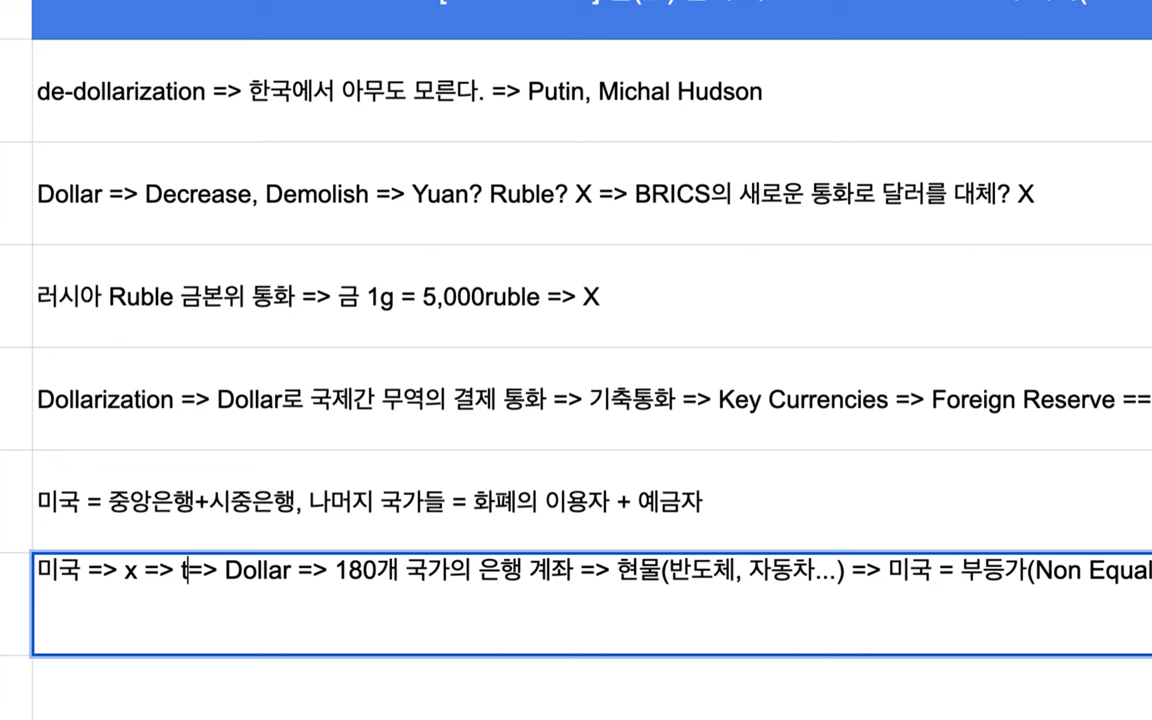 de-dollarization => 한국에서 아무도 모른다. => Putin, Michal Hudson
Dollar => Decrease, Demolish => Yuan? Ruble? X => BRICS의 새로운 통화로 달러를 대체? X
러시아 Ruble 금본위 통화 => 금 1g = 5,000ruble => X
Dollarization => Dollar로 국제간 무역의 결제 통화 => 기축통화 => Key Currencies => Foreign Reserve ==
미국 = 중앙은행+시중은행, 나머지 국가들 = 화폐의 이용자 + 예금자
미국 => x => t=> Dollar => 180개 국가의 은행 계좌 => 현물(반도체, 자동차...) => 미국 = 부등가(Non Equal